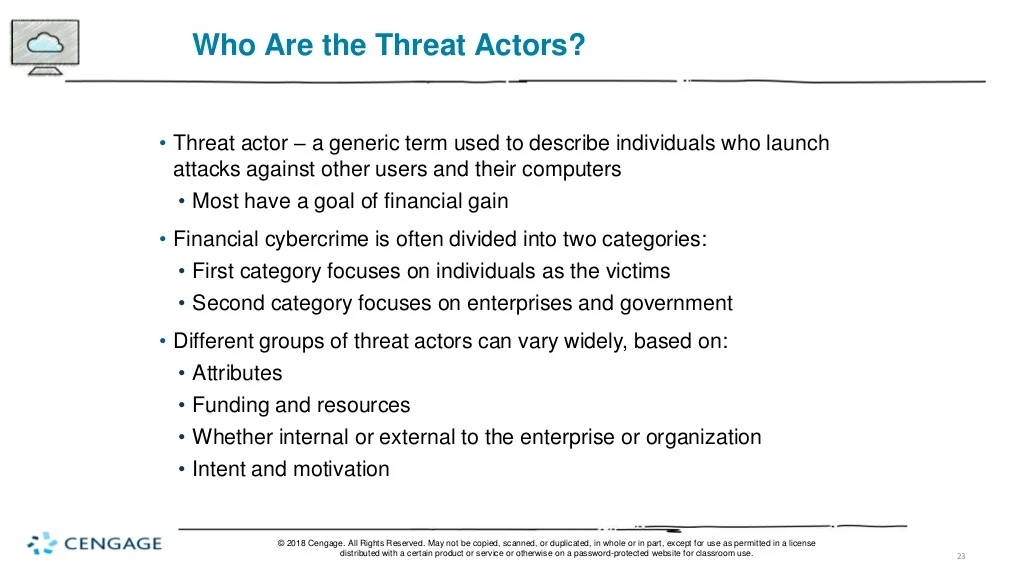 Who Are the Threat Actors?
• Threat actor – a generic term used to describe individuals who launch
attacks against other users and their computers
• Most have a goal of financial gain
• Financial cybercrime is often divided into two categories:
• First category focuses on individuals as the victims
• Second category focuses on enterprises and government
• Different groups of threat actors can vary widely, based on:
• Attributes
• Funding and resources
• Whether internal or external to the enterprise or organization
• Intent and motivation
CENGAGE
© 2018 Cengage. All Rights Reserved. May not be copied, scanned, or duplicated, in whole or in part, except for use as permitted in a license
distributed with a certain product or service or otherwise on a password-protected website for classroom use.
23